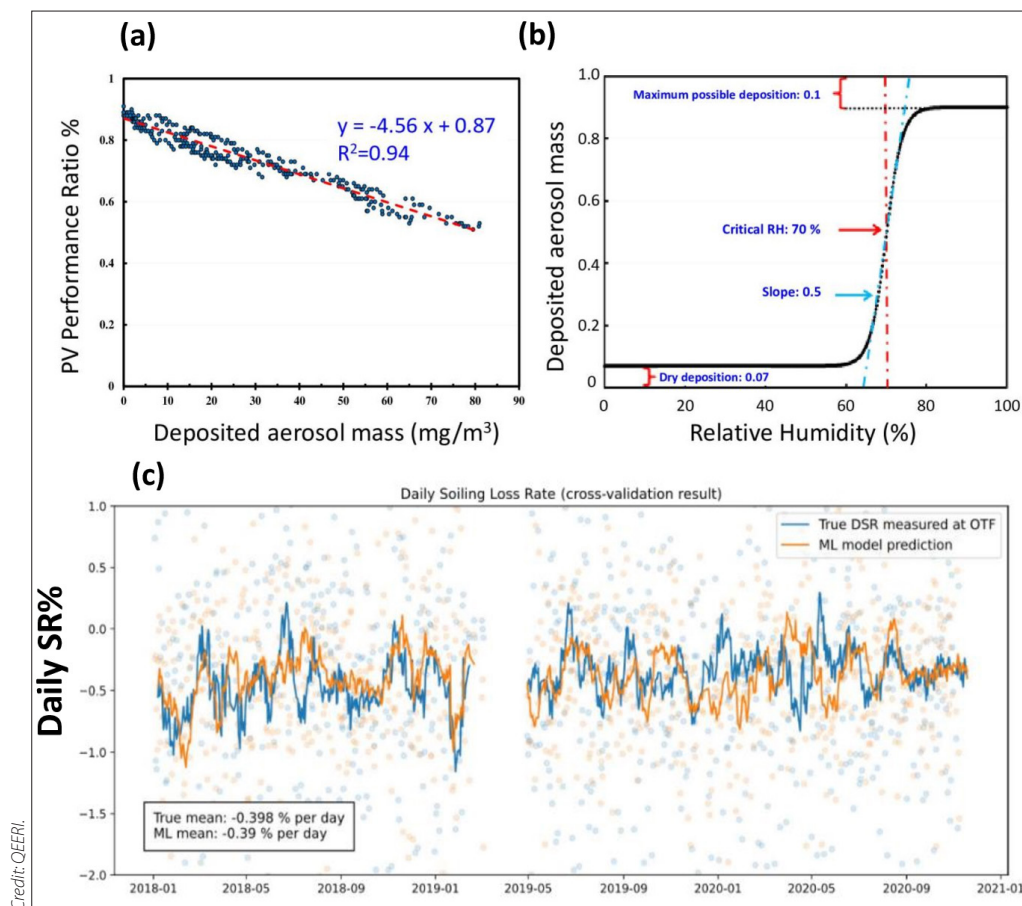 (a)
PV Performance Ratio %
1
0.8
0.6
0.4
0.2
0
y = -4.56 x + 0.87
R²=0.94
0 10 20 30 40 50 60 70 80 90
Deposited aerosol mass (mg/m³)
(b)
Deposited aerosol mass
1.0
0.8
0.6
0.4
0.2
0
Maximum possible deposition: 0.1
Critical RH: 70 %
Slope: 0.5
Dry deposition: 0.07
0 20 40 60 80 100
Relative Humidity (%)
(c)
Daily Soiling Loss Rate (cross-validation result)
Daily SR%
1.0
0.5
0.0
-0.5
-1.0
-1.5
-2.0
True DSR measured at OTF
ML model prediction
True mean: -0.398 % per day
ML mean: -0.39 % per day
2018-01 2018-05 2018-09 2019-01 2019-05 2019-09 2020-01 2020-05 2020-09 2021-01
Credit: QEERI.